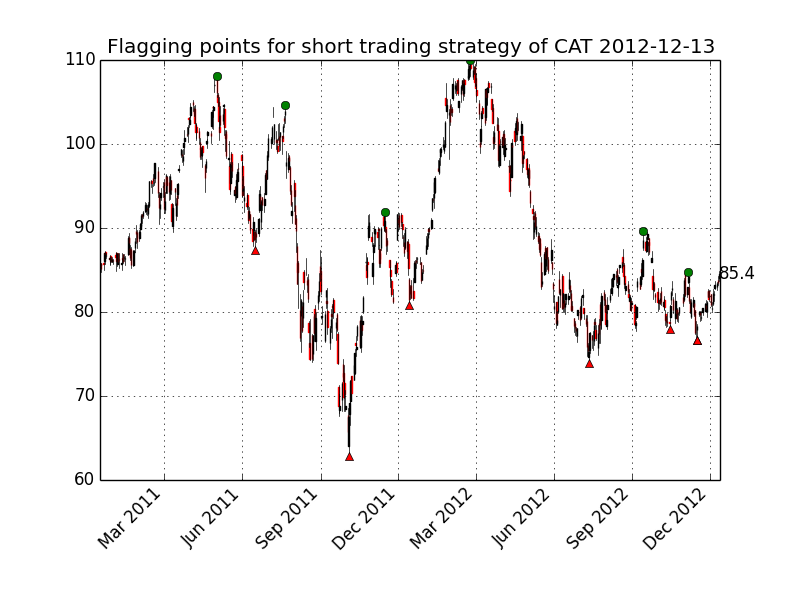 Flagging points for short trading strategy of CAT 2012-12-13
110
100
90
80
70
60
85.4
Mar 2011
Jun 2011
Sep 2011
Dec 2011
Mar 2012
Jun 2012
Sep 2012
Dec 2012